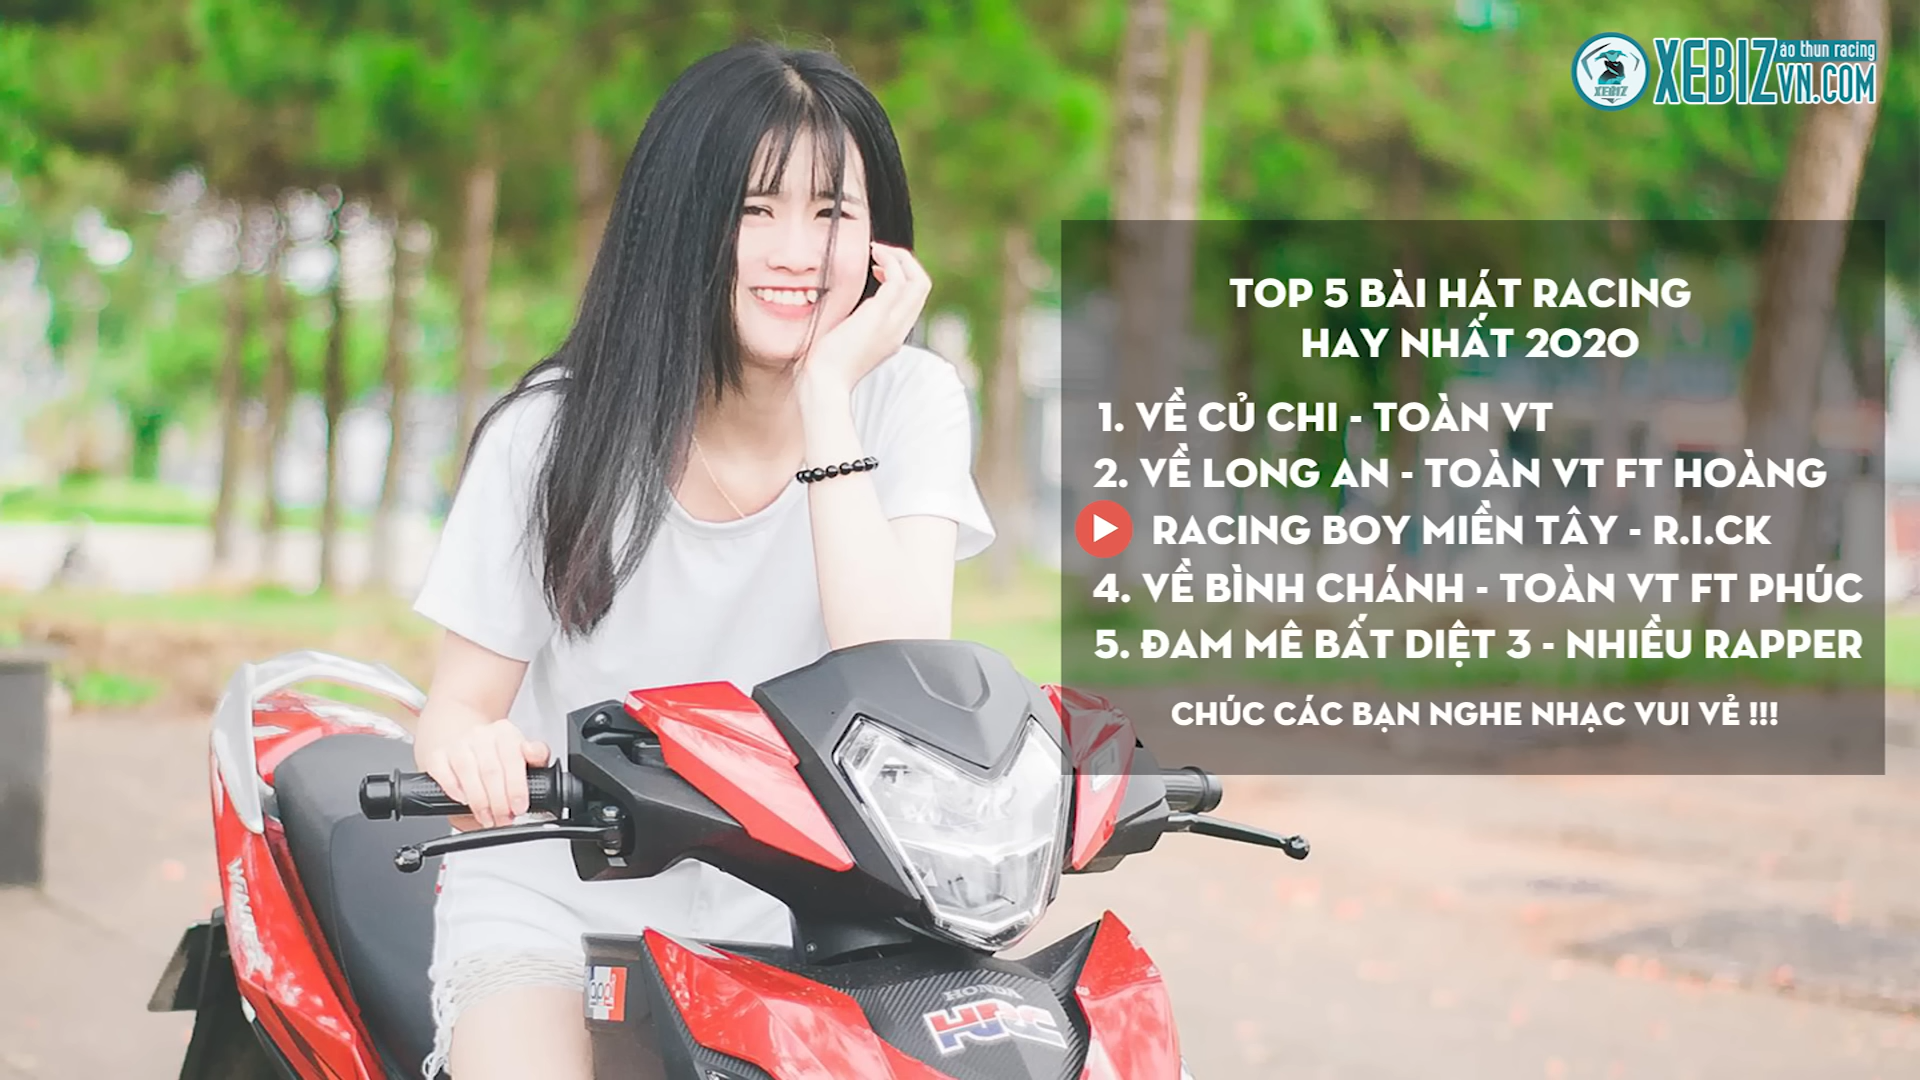 XEBIZ
XEBIZVN.COM
áo thun racing
TOP 5 BÀI HÁT RACING
HAY NHẤT 2020
1. VỀ CỦ CHI - TOÀN VT
2. VỀ LONG AN - TOÀN VT FT HOÀNG
RACING BOY MIỀN TÂY - R.I.CK
4. VỀ BÌNH CHÁNH - TOÀN VT FT PHÚC
5. ĐAM MÊ BẤT DIỆT 3 - NHIỀU RAPPER
CHÚC CÁC BẠN NGHE NHẠC VUI VẺ !!!
WINNER
HONDA
HRC